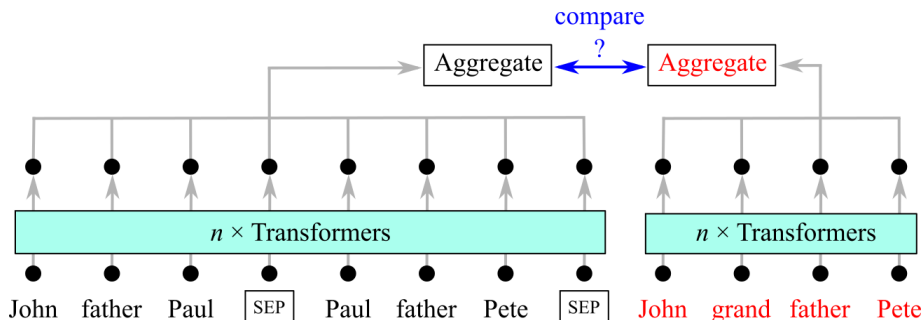 compare
?
Aggregate Aggregate
n × Transformers n × Transformers
John father Paul SEP Paul father Pete SEP John grand father Pete